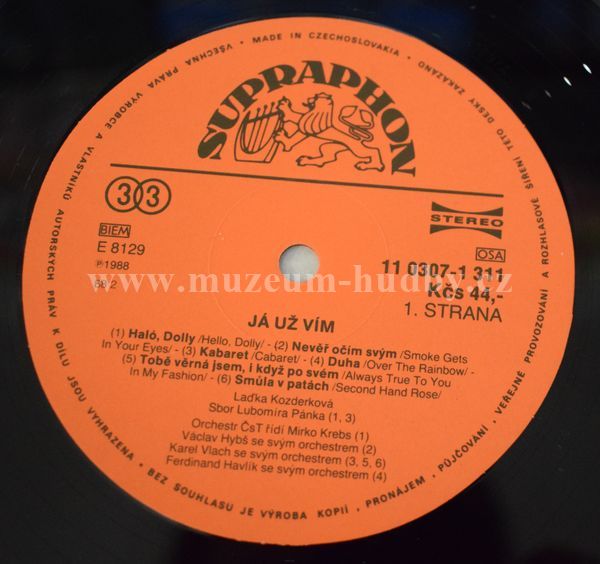 VŠECHNA PRÁVA VÝROBCE A VLASTNÍKŮ AUTORSKÝCH PRÁV K DÍLU JSOU VYHRAZENA • BEZ SOUHLASU JE VÝROBA KOPIÍ, PRONÁJEM, PŮJČOVÁNÍ, VEŘEJNÉ PROVOZOVÁNÍ A ROZHLASOVÉ ŠÍŘENÍ TÉTO DESKY ZAKÁZÁNO • MADE IN CZECHOSLOVAKIA •
SUPRAPHON
33
STEREO
BIEM
OSA
E 8129
11 0307-1 311
℗1988
Kčs 44,-
68/2
1. STRANA
www.muzeum-hudby.cz
JÁ UŽ VÍM
(1) Haló, Dolly /Hello, Dolly/ - (2) Nevěř očím svým /Smoke Gets
In Your Eyes/ - (3) Kabaret /Cabaret/ - (4) Duha /Over The Rainbow/ -
(5) Tobě věrná jsem, i když po svém /Always True To You
In My Fashion/ - (6) Smůla v patách /Second Hand Rose/
Laďka Kozderková
Sbor Lubomíra Pánka (1, 3)
Orchestr ČsT řídí Mirko Krebs (1)
Václav Hybš se svým orchestrem (2)
Karel Vlach se svým orchestrem (3, 5, 6)
Ferdinand Havlík se svým orchestrem (4)